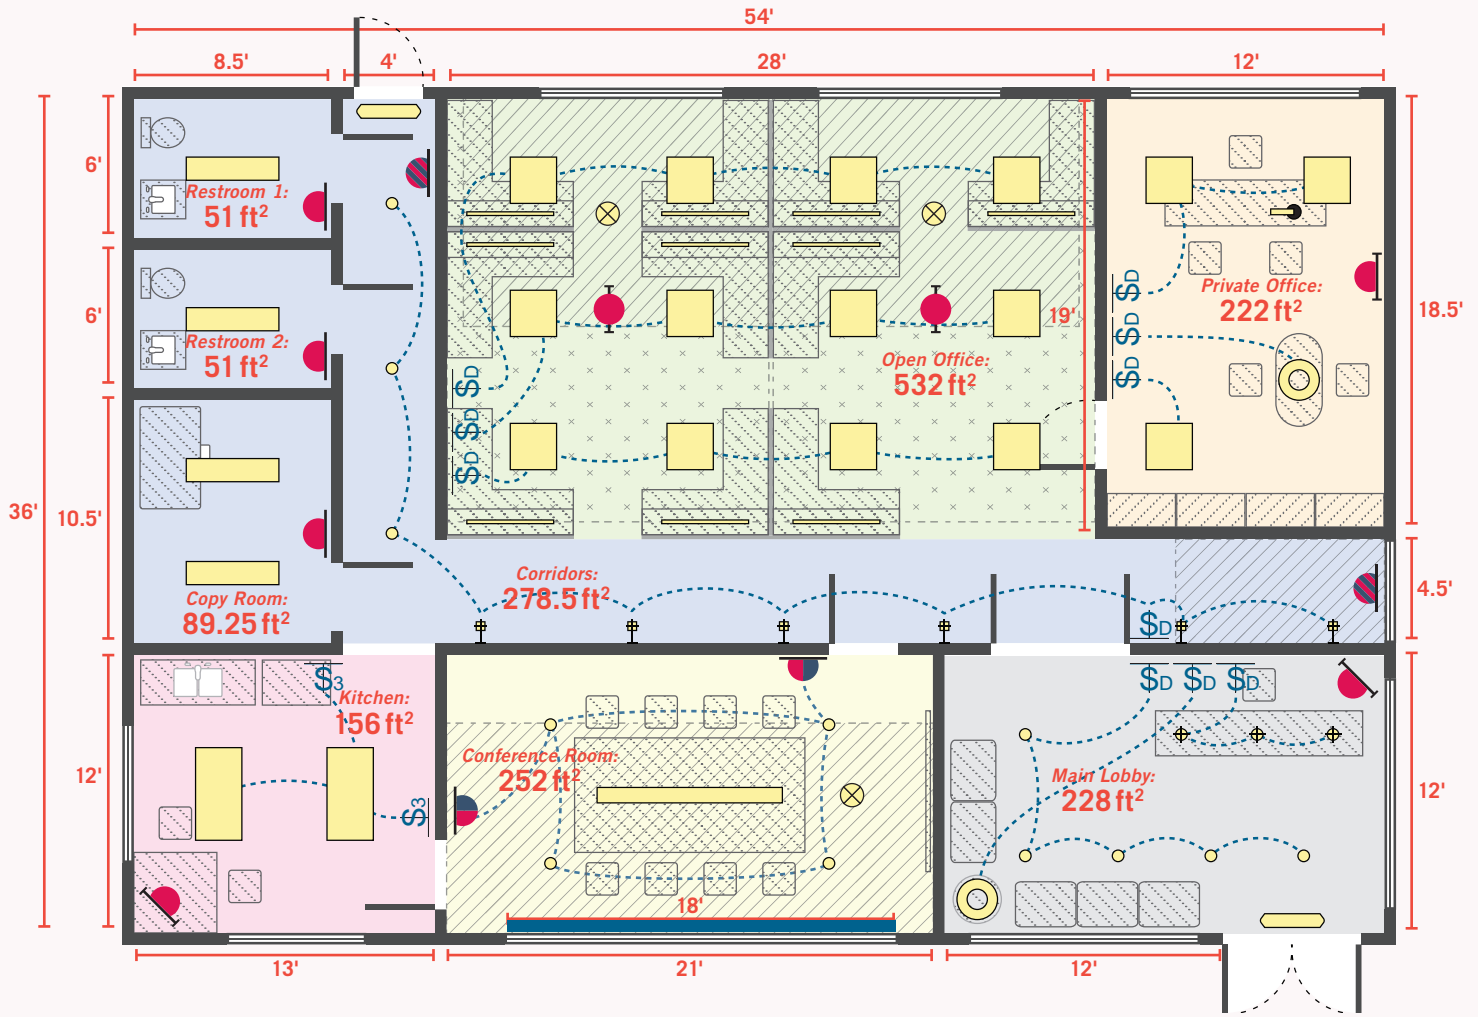 54'
8.5'
4'
28'
12'
6'
Restroom 1:
51 ft²
6'
Restroom 2:
51 ft²
36'
10.5'
Copy Room:
89.25 ft²
19'
Open Office:
532 ft²
$D
$D
$D
$D
$D
$D
Private Office:
222 ft²
18.5'
Corridors:
278.5 ft²
$D
4.5'
$3
Kitchen:
156 ft²
$3
12'
Conference Room:
252 ft²
18'
$D $D $D
Main Lobby:
228 ft²
12'
13'
21'
12'